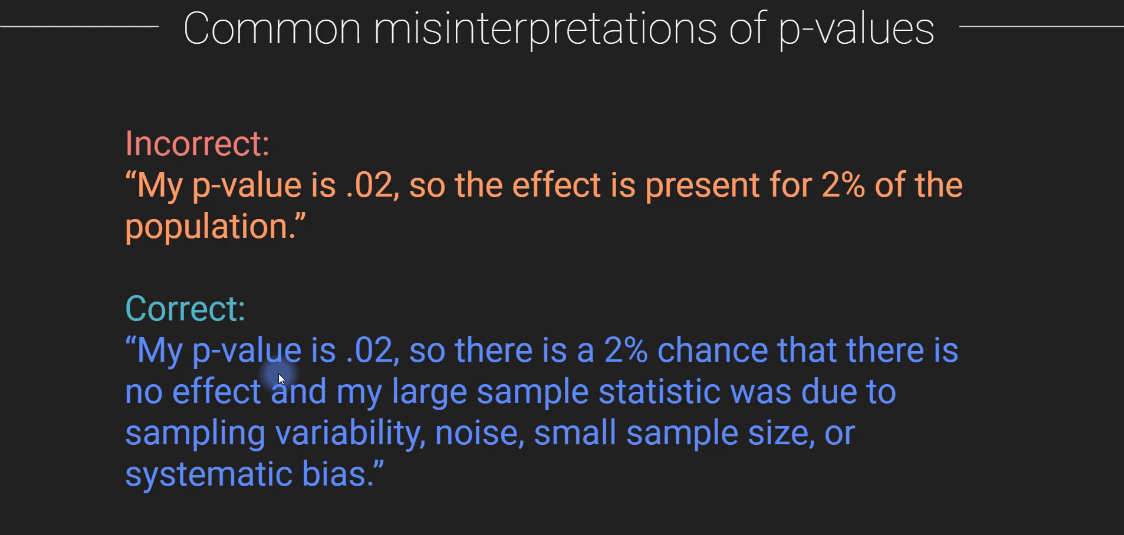 Common misinterpretations of p-values
Incorrect:
“My p-value is .02, so the effect is present for 2% of the
population.”
Correct:
“My p-value is .02, so there is a 2% chance that there is
no effect and my large sample statistic was due to
sampling variability, noise, small sample size, or
systematic bias.”